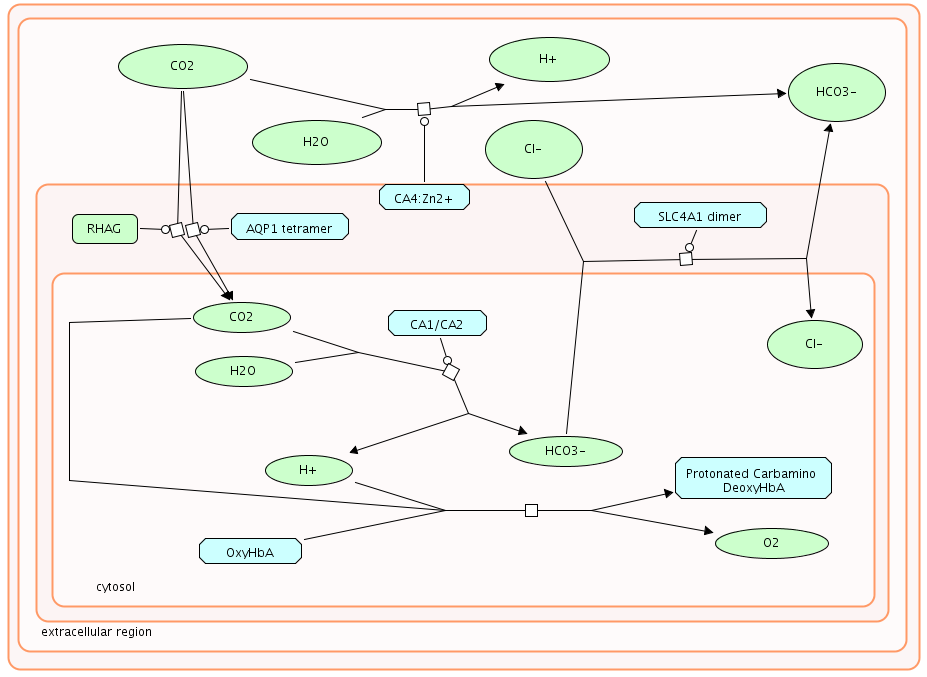 CO2
H+
HCO3-
H2O
Cl-
CA4:Zn2+
RHAG
AQP1 tetramer
SLC4A1 dimer
CO2
CA1/CA2
Cl-
H2O
HCO3-
H+
Protonated Carbamino
DeoxyHbA
O2
OxyHbA
cytosol
extracellular region